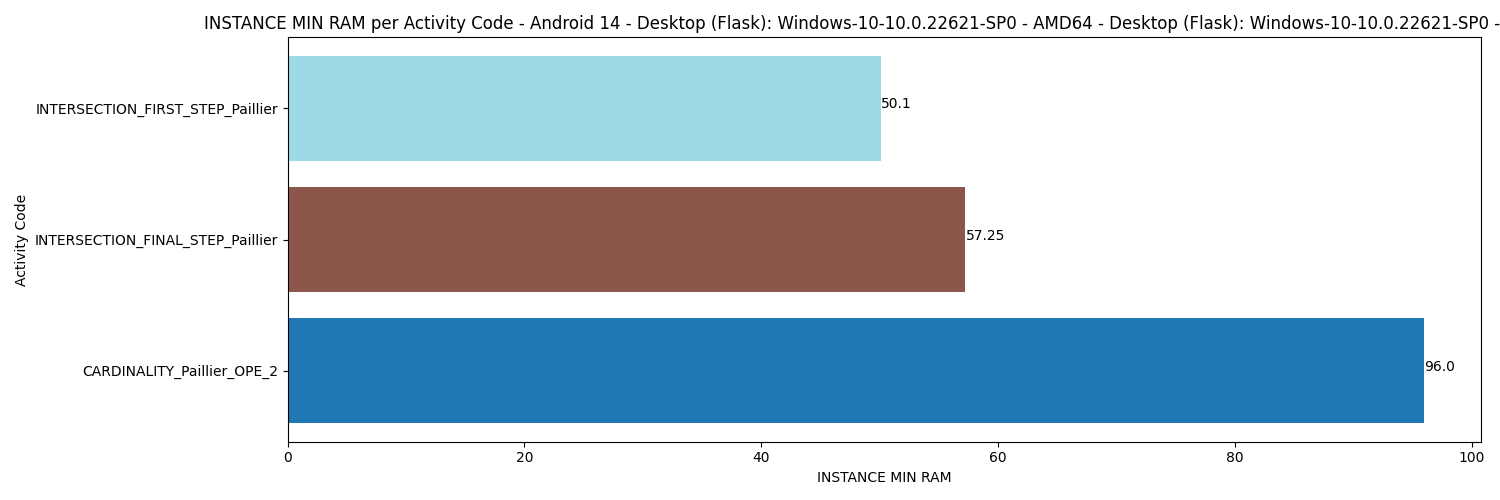 INSTANCE MIN RAM per Activity Code - Android 14 - Desktop (Flask): Windows-10-10.0.22621-SP0 - AMD64 - Desktop (Flask): Windows-10-10.0.22621-SP0 -
INTERSECTION_FIRST_STEP_Paillier
50.1
INTERSECTION_FINAL_STEP_Paillier
57.25
CARDINALITY_Paillier_OPE_2
96.0
Activity Code
0 20 40 60 80 100
INSTANCE MIN RAM